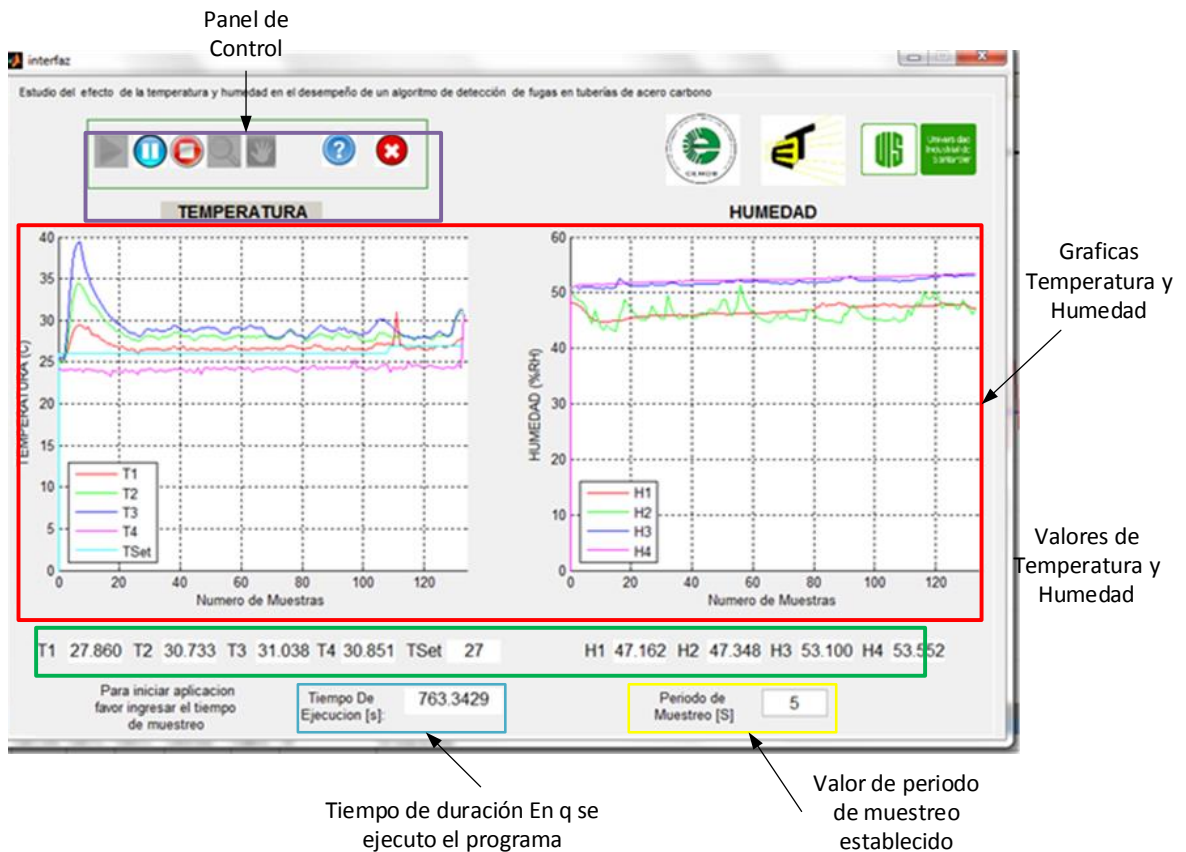 Panel de
Control
interfaz
Estudio del efecto de la temperatura y humedad en el desempeño de un algoritmo de detección de fugas en tuberías de acero carbono
CEMOS
UIS
Universidad
Industrial de
Santander
TEMPERATURA
HUMEDAD
40
35
30
25
20
15
10
5
0
TEMPERATURA (C)
T1
T2
T3
T4
TSet
0 20 40 60 80 100 120
Numero de Muestras
60
50
40
30
20
10
0
HUMEDAD (%RH)
H1
H2
H3
H4
0 20 40 60 80 100 120
Numero de Muestras
Graficas
Temperatura y
Humedad
Valores de
Temperatura y
Humedad
T1 27.860 T2 30.733 T3 31.038 T4 30.851 TSet 27 H1 47.162 H2 47.348 H3 53.100 H4 53.552
Para iniciar aplicacion
favor ingresar el tiempo
de muestreo
Tiempo De
Ejecucion [s]:
763.3429
Periodo de
Muestreo [S]
5
Tiempo de duración En q se
ejecuto el programa
Valor de periodo
de muestreo
establecido